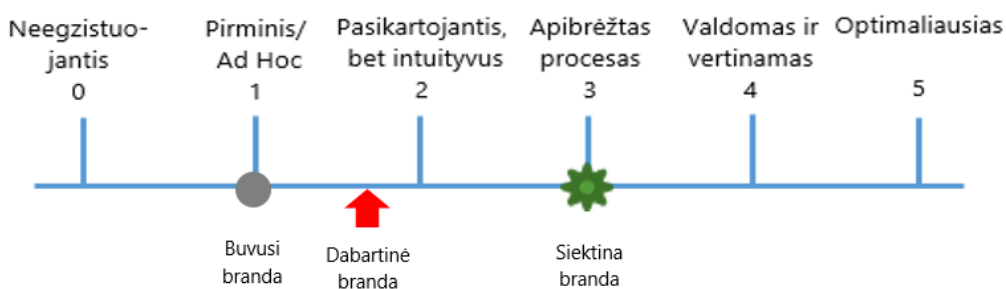 Neegzistuo-
jantis
0
Pirminis/
Ad Hoc
1
Pasikartojantis,
bet intuityvus
2
Apibrėžtas
procesas
3
Valdomas ir
vertinamas
4
Optimaliausias
5
Buvusi
branda
Dabartinė
branda
Siektina
branda